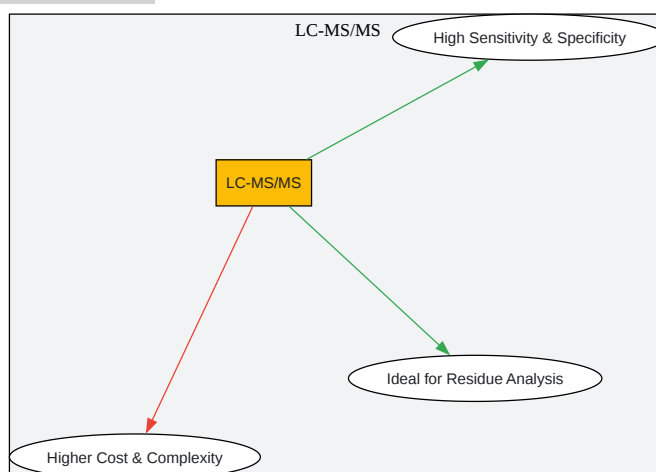 LC-MS/MS
High Sensitivity & Specificity
LC-MS/MS
Ideal for Residue Analysis
Higher Cost & Complexity